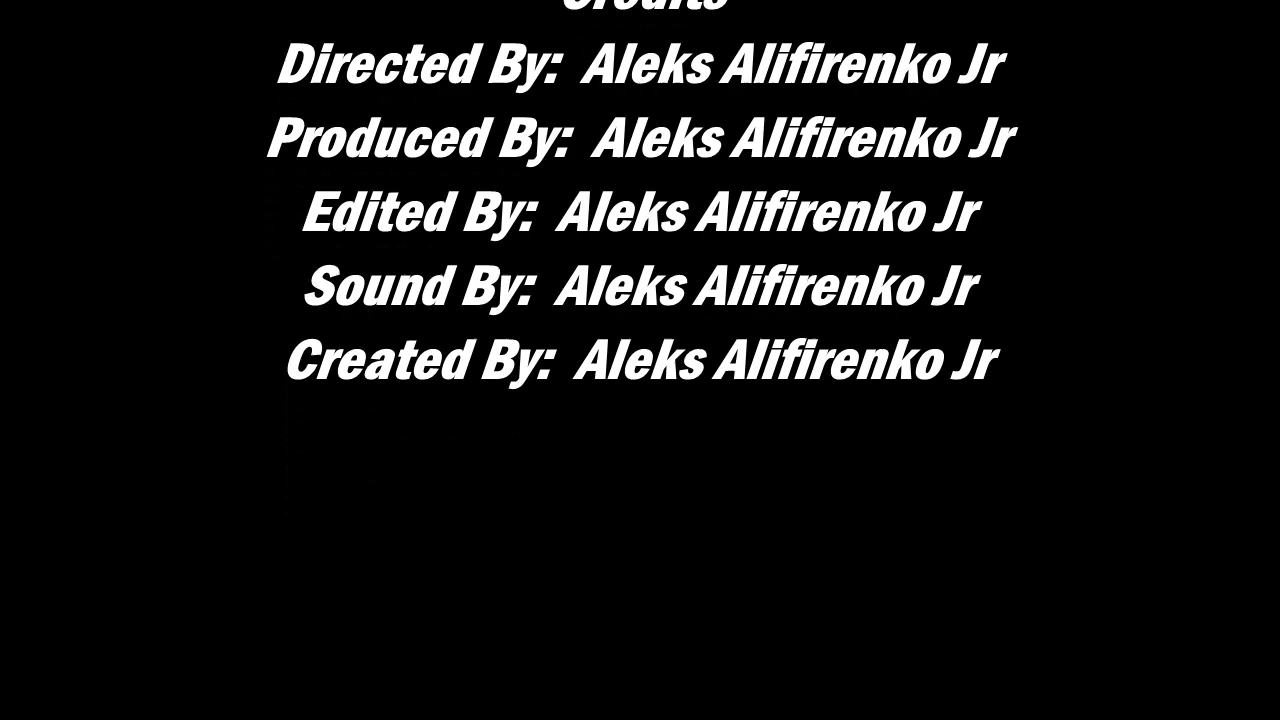 Credits
Directed By: Aleks Alifirenko Jr
Produced By: Aleks Alifirenko Jr
Edited By: Aleks Alifirenko Jr
Sound By: Aleks Alifirenko Jr
Created By: Aleks Alifirenko Jr